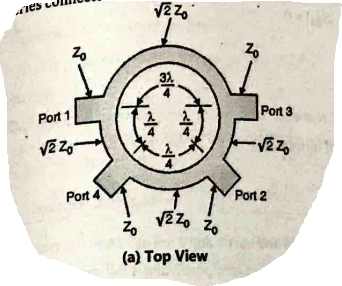 √2 Z₀
Z₀
Z₀
3λ/4
Port 1
λ/4
λ/4
Port 3
√2 Z₀
√2 Z₀
λ/4
Port 4
Port 2
Z₀
√2 Z₀
Z₀
(a) Top View